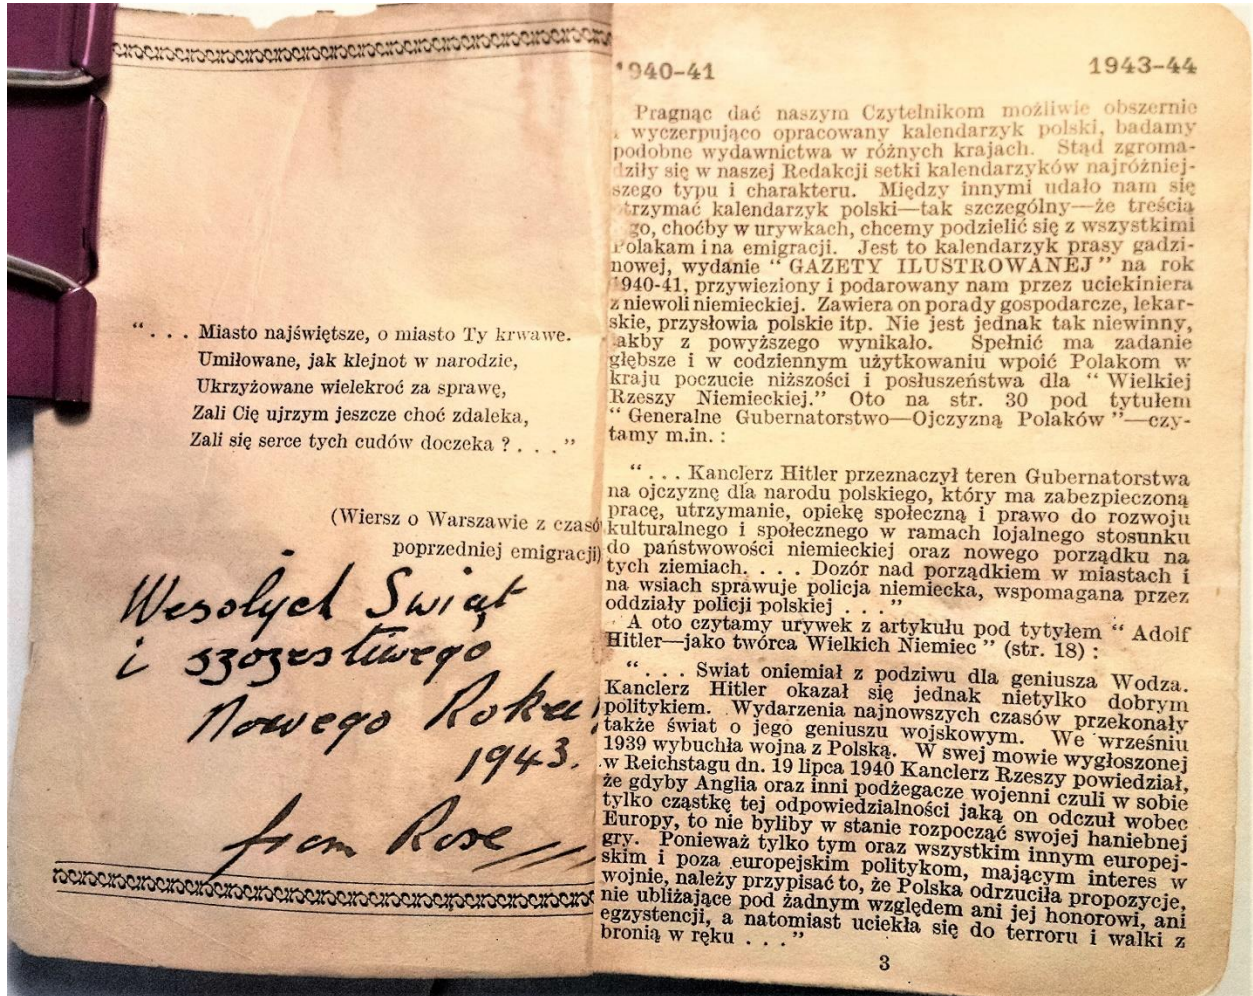 “ . . . Miasto najświętsze, o miasto Ty krwawe.
Umiłowane, jak klejnot w narodzie,
Ukrzyżowane wielekroć za sprawę,
Zali Cię ujrzym jeszcze choć zdaleka,
Zali się serce tych cudów doczeka ? . . . ”
(Wiersz o Warszawie z czasó
poprzedniej emigracji)
Wesołych Swiąt
i szczestliwego
Nowego Roku
1943.
from Rose
1940-41 1943-44
Pragnąc dać naszym Czytelnikom możliwie obszernie
i wyczerpująco opracowany kalendarzyk polski, badamy
podobne wydawnictwa w różnych krajach. Stąd zgroma-
dziły się w naszej Redakcji setki kalendarzyków najróżniej-
szego typu i charakteru. Między innymi udało nam się
trzymać kalendarzyk polski—tak szczególny—że treścią
go, choćby w urywkach, chcemy podzielić się z wszystkimi
Polakami na emigracji. Jest to kalendarzyk prasy gadzi-
nowej, wydanie “ GAZETY ILUSTROWANEJ ” na rok
1940-41, przywieziony i podarowany nam przez uciekiniera
z niewoli niemieckiej. Zawiera on porady gospodarcze, lekar-
skie, przysłowia polskie itp. Nie jest jednak tak niewinny,
akby z powyższego wynikało. Spełnić ma zadanie
głębsze i w codziennym użytkowaniu wpoić Polakom w
kraju poczucie niższości i posłuszeństwa dla “ Wielkiej
Rzeszy Niemieckiej.” Oto na str. 30 pod tytułem
“ Generalne Gubernatorstwo—Ojczyzną Polaków ”—czy-
tamy m.in. :
“ . . . Kanclerz Hitler przeznaczył teren Gubernatorstwa
na ojczyznę dla narodu polskiego, który ma zabezpieczoną
pracę, utrzymanie, opiekę społeczną i prawo do rozwoju
kulturalnego i społecznego w ramach lojalnego stosunku
do państwowości niemieckiej oraz nowego porządku na
tych ziemiach. . . . Dozór nad porządkiem w miastach i
na wsiach sprawuje policja niemiecka, wspomagana przez
oddziały policji polskiej . . . ”
A oto czytamy urywek z artykułu pod tytyłem “ Adolf
Hitler—jako twórca Wielkich Niemiec ” (str. 18) :
“ . . . Swiat oniemiał z podziwu dla geniusza Wodza.
Kanclerz Hitler okazał się jednak nietylko dobrym
politykiem. Wydarzenia najnowszych czasów przekonały
także świat o jego geniuszu wojskowym. We wrześniu
1939 wybuchła wojna z Polską. W swej mowie wygłoszonej
w Reichstagu dn. 19 lipca 1940 Kanclerz Rzeszy powiedział,
że gdyby Anglia oraz inni podżegacze wojenni czuli w sobie
tylko cząstkę tej odpowiedzialności jaką on odczuł wobec
Europy, to nie byliby w stanie rozpocząć swojej haniebnej
gry. Ponieważ tylko tym oraz wszystkim innym europej-
skim i poza europejskim politykom, mającym interes w
wojnie, należy przypisać to, że Polska odrzuciła propozycje,
nie ubliżające pod żadnym względem ani jej honorowi, ani
egzystencji, a natomiast uciekła się do terroru i walki z
bronią w ręku . . . ”
3